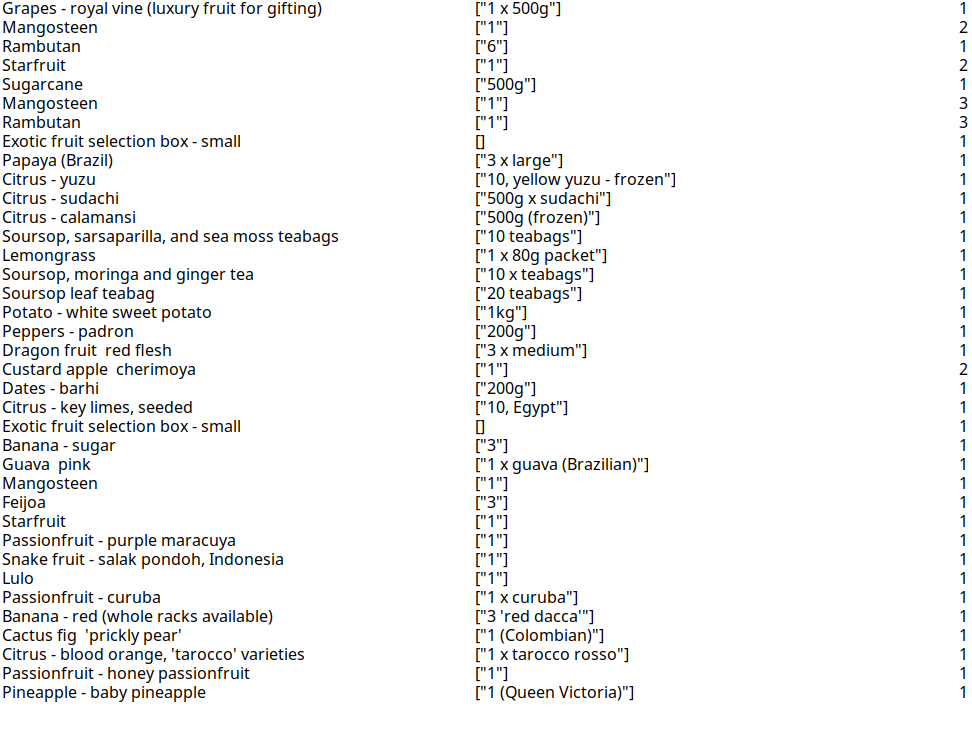 Grapes - royal vine (luxury fruit for gifting) ["1 x 500g"] 1
Mangosteen ["1"] 2
Rambutan ["6"] 1
Starfruit ["1"] 2
Sugarcane ["500g"] 1
Mangosteen ["1"] 3
Rambutan ["1"] 3
Exotic fruit selection box - small [] 1
Papaya (Brazil) ["3 x large"] 1
Citrus - yuzu ["10, yellow yuzu - frozen"] 1
Citrus - sudachi ["500g x sudachi"] 1
Citrus - calamansi ["500g (frozen)"] 1
Soursop, sarsaparilla, and sea moss teabags ["10 teabags"] 1
Lemongrass ["1 x 80g packet"] 1
Soursop, moringa and ginger tea ["10 x teabags"] 1
Soursop leaf teabag ["20 teabags"] 1
Potato - white sweet potato ["1kg"] 1
Peppers - padron ["200g"] 1
Dragon fruit  red flesh ["3 x medium"] 1
Custard apple  cherimoya ["1"] 2
Dates - barhi ["200g"] 1
Citrus - key limes, seeded ["10, Egypt"] 1
Exotic fruit selection box - small [] 1
Banana - sugar ["3"] 1
Guava  pink ["1 x guava (Brazilian)"] 1
Mangosteen ["1"] 1
Feijoa ["3"] 1
Starfruit ["1"] 1
Passionfruit - purple maracuya ["1"] 1
Snake fruit - salak pondoh, Indonesia ["1"] 1
Lulo ["1"] 1
Passionfruit - curuba ["1 x curuba"] 1
Banana - red (whole racks available) ["3 'red dacca'"] 1
Cactus fig  'prickly pear' ["1 (Colombian)"] 1
Citrus - blood orange, 'tarocco' varieties ["1 x tarocco rosso"] 1
Passionfruit - honey passionfruit ["1"] 1
Pineapple - baby pineapple ["1 (Queen Victoria)"] 1